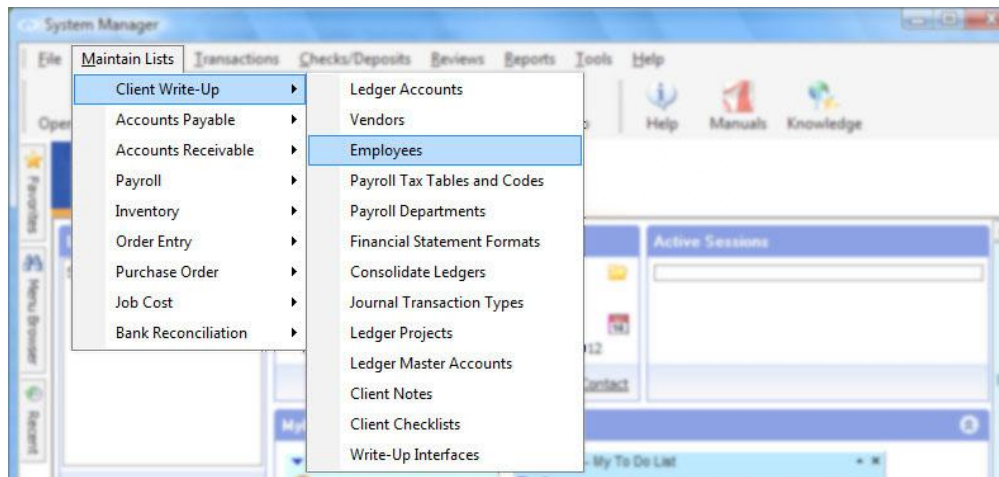 System Manager
File Maintain Lists Transactions Checks/Deposits Reviews Reports Tools Help
Help Manuals Knowledge
Client Write-Up
Accounts Payable
Accounts Receivable
Payroll
Inventory
Order Entry
Purchase Order
Job Cost
Bank Reconciliation
Ledger Accounts
Vendors
Employees
Payroll Tax Tables and Codes
Payroll Departments
Financial Statement Formats
Consolidate Ledgers
Journal Transaction Types
Ledger Projects
Ledger Master Accounts
Client Notes
Client Checklists
Write-Up Interfaces
Favorites
Menu Browser
Recent
Active Sessions
Contact
My To Do List